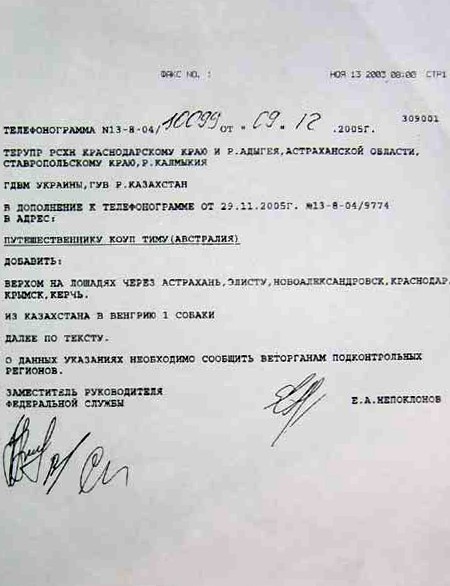 ФАКС NO. :
НОЯ 13 2003 08:00 СТР1
309001
ТЕЛЕФОНОГРАММА N13-8-04/10099 ОТ "09" 12 .2005Г.
ТЕРУПР РСХН КРАСНОДАРСКОМУ КРАЮ И Р.АДЫГЕЯ,АСТРАХАНСКОЙ ОБЛАСТИ,
СТАВРОПОЛЬСКОМУ КРАЮ,Р.КАЛМЫКИЯ
ГДВМ УКРАИНЫ,ГУВ Р.КАЗАХСТАН
В ДОПОЛНЕНИЕ К ТЕЛЕФОНОГРАММЕ ОТ 29.11.2005Г. №13-8-04/9774
В АДРЕС:
ПУТЕШЕСТВЕННИКУ КОУП ТИМУ(АВСТРАЛИЯ)
ДОБАВИТЬ:
ВЕРХОМ НА ЛОШАДЯХ ЧЕРЕЗ АСТРАХАНЬ,ЭЛИСТУ,НОВОАЛЕКСАНДРОВСК,КРАСНОДАР,
КРЫМСК,КЕРЧЬ.
ИЗ КАЗАХСТАНА В ВЕНГРИЮ 1 СОБАКИ
ДАЛЕЕ ПО ТЕКСТУ.
О ДАННЫХ УКАЗАНИЯХ НЕОБХОДИМО СООБЩИТЬ ВЕТОРГАНАМ ПОДКОНТРОЛЬНЫХ
РЕГИОНОВ.
ЗАМЕСТИТЕЛЬ РУКОВОДИТЕЛЯ
ФЕДЕРАЛЬНОЙ СЛУЖБЫ
Е.А.НЕПОКЛОНОВ